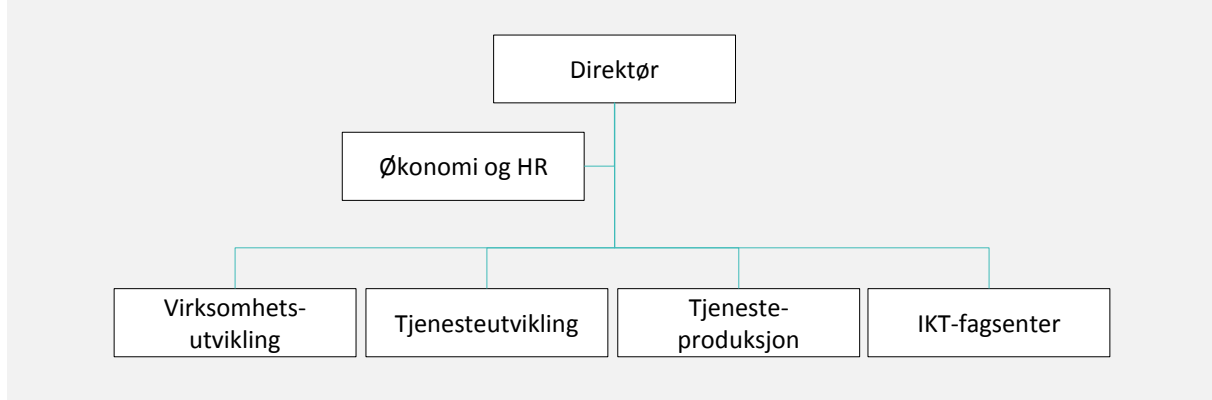 Direktør
Økonomi og HR
Virksomhets-
utvikling
Tjenesteutvikling
Tjeneste-
produksjon
IKT-fagsenter